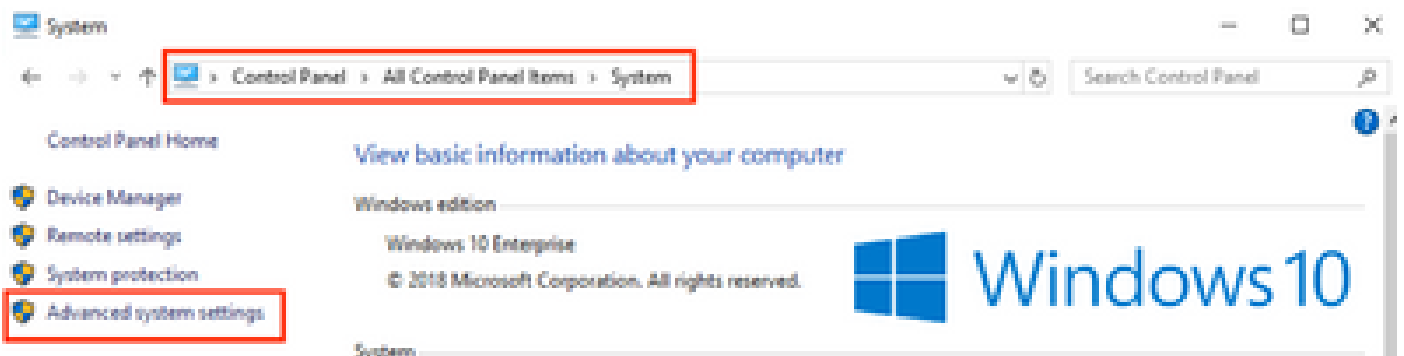 System
Control Panel > All Control Panel Items > System
Search Control Panel
Control Panel Home
View basic information about your computer
Device Manager
Windows edition
Remote settings
Windows 10 Enterprise
System protection
© 2018 Microsoft Corporation. All rights reserved.
Windows 10
Advanced system settings
System